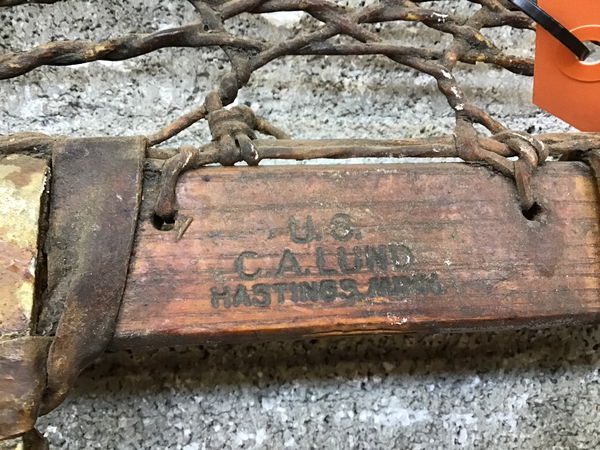 U.S.
C.A. LUND
HASTINGS, MINN.